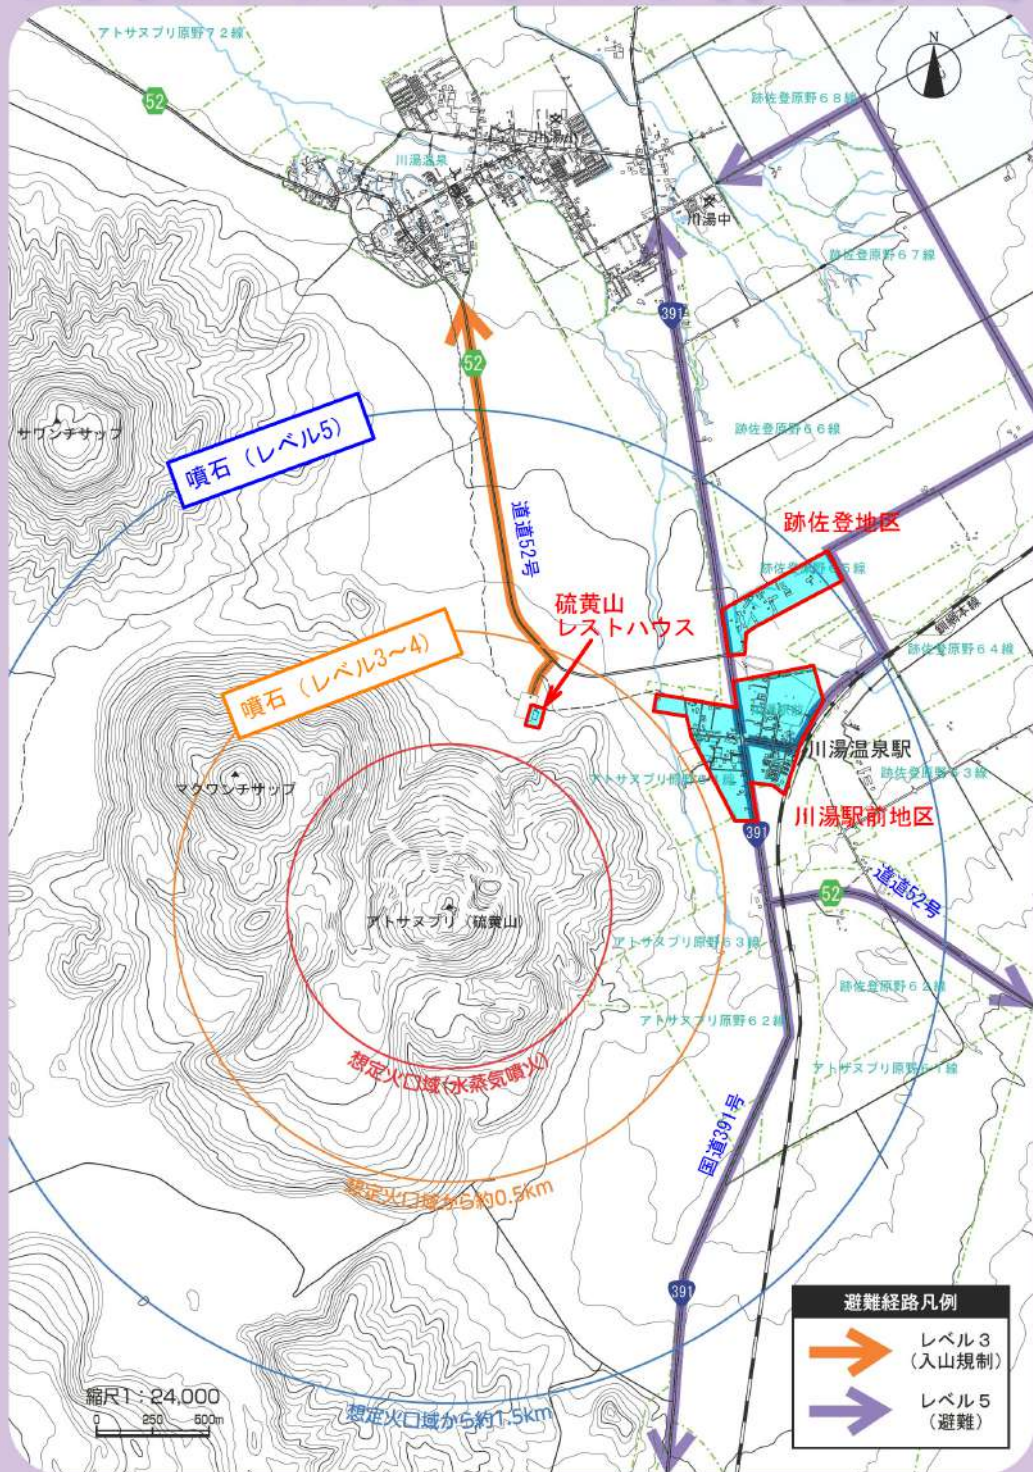 アトサヌプリ原野72線
52
N
跡佐登原野68線
川湯温泉
川湯中
跡佐登原野67線
391
52
サワンチサップ
噴石（レベル5）
跡佐登原野66線
道道52号
跡佐登地区
硫黄山
レストハウス
釧網本線
跡佐登原野64線
噴石（レベル3～4）
川湯温泉駅
マクワンチサップ
跡佐登原野63線
川湯駅前地区
391
52
道道52号
アトサヌプリ（硫黄山）
アトサヌプリ原野63線
跡佐登原野62線
アトサヌプリ原野62線
想定火口域（水蒸気噴火）
アトサヌプリ原野61線
国道391号
想定火口域から約0.5km
391
避難経路凡例
レベル3
（入山規制）
レベル5
（避難）
縮尺1：24,000
0 250 500m
想定火口域から約1.5km